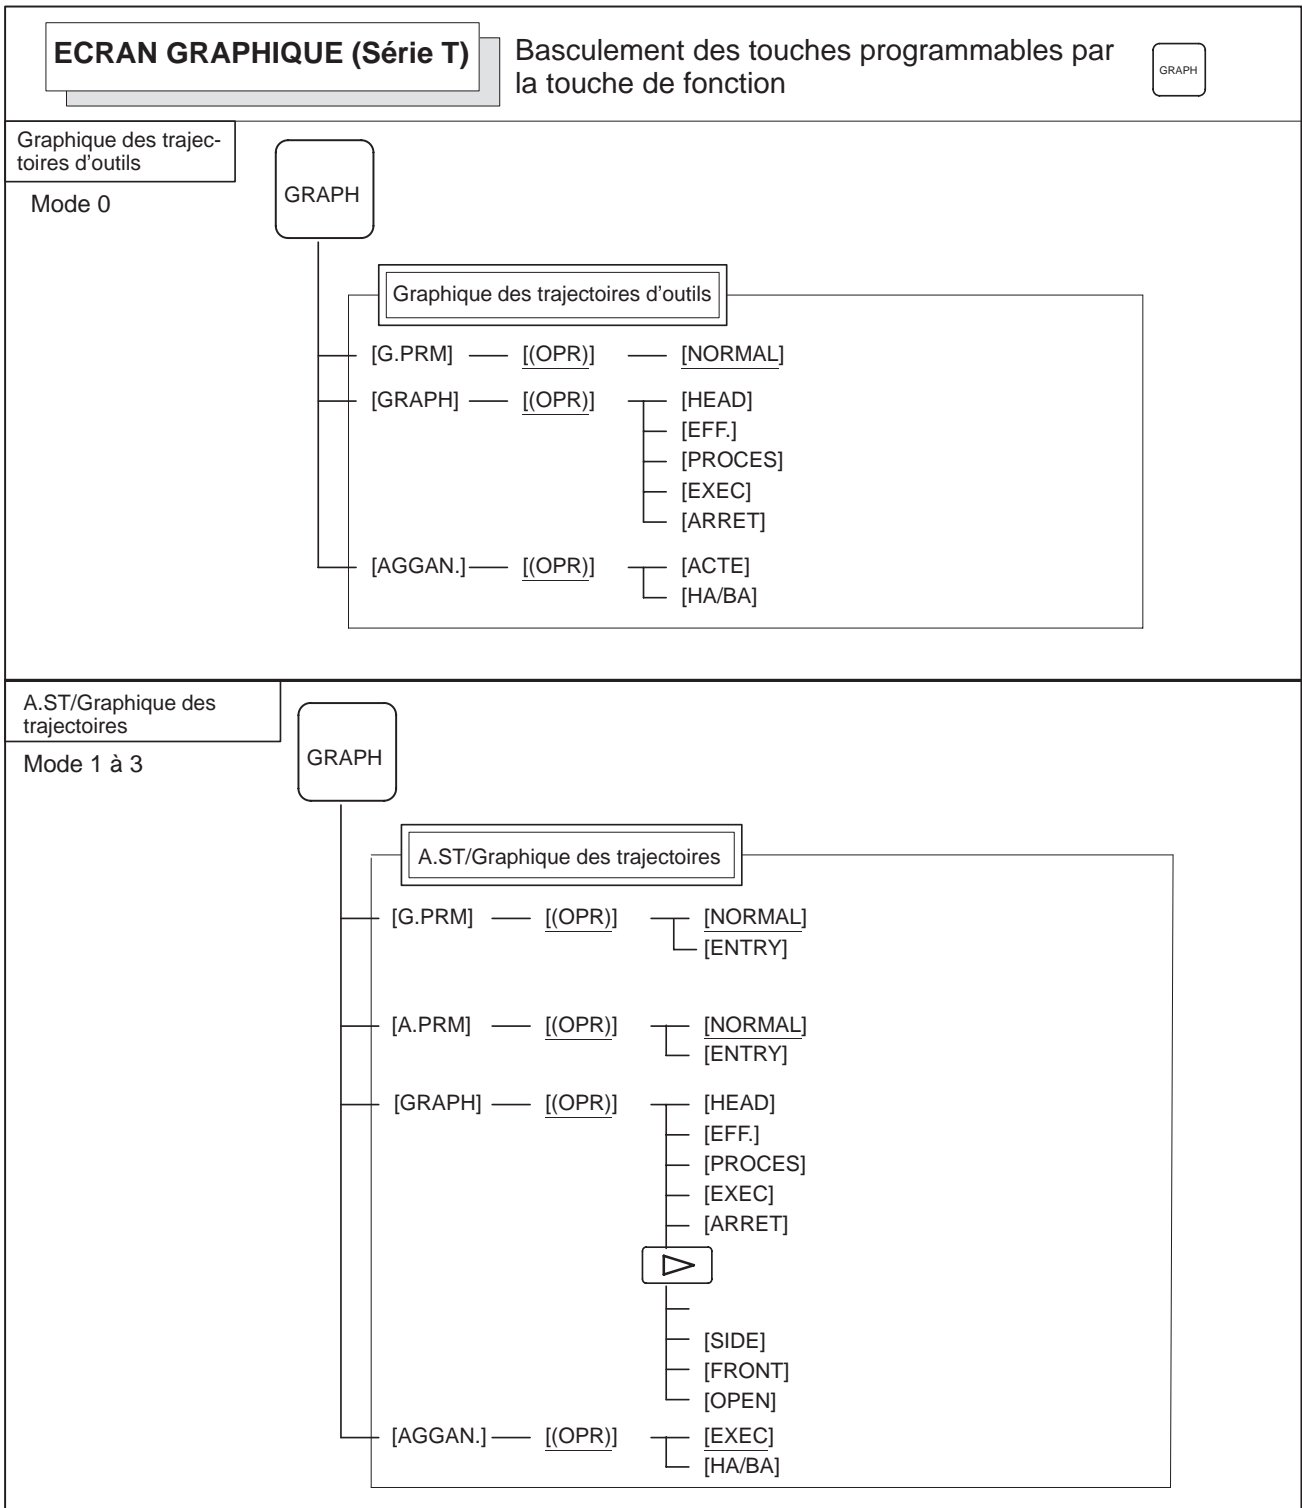 ECRAN GRAPHIQUE (Série T)
Basculement des touches programmables par
la touche de fonction
GRAPH
Graphique des trajec-
toires d'outils
Mode 0
GRAPH
Graphique des trajectoires d'outils
[G.PRM] [(OPR)] [NORMAL]
[GRAPH] [(OPR)] [HEAD]
[EFF.]
[PROCES]
[EXEC]
[ARRET]
[AGGAN.] [(OPR)] [ACTE]
[HA/BA]
A.ST/Graphique des
trajectoires
Mode 1 à 3
GRAPH
A.ST/Graphique des trajectoires
[G.PRM] [(OPR)] [NORMAL]
[ENTRY]
[A.PRM] [(OPR)] [NORMAL]
[ENTRY]
[GRAPH] [(OPR)] [HEAD]
[EFF.]
[PROCES]
[EXEC]
[ARRET]
[SIDE]
[FRONT]
[OPEN]
[AGGAN.] [(OPR)] [EXEC]
[HA/BA]